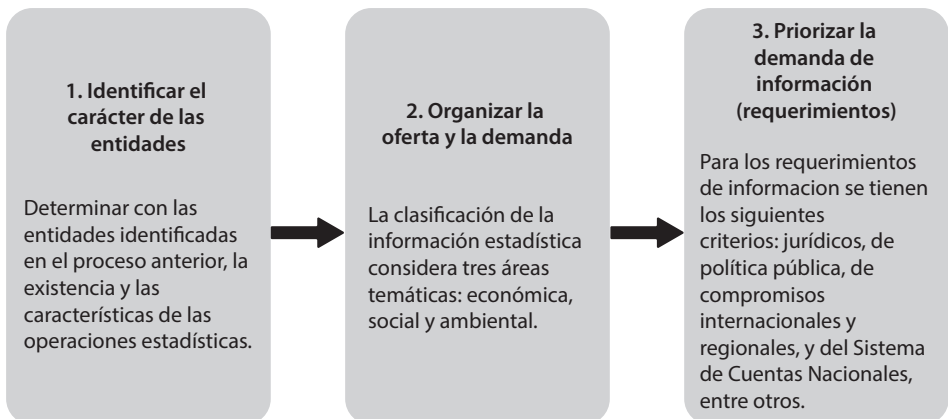 1. Identificar el
carácter de las
entidades
Determinar con las
entidades identificadas
en el proceso anterior, la
existencia y las
características de las
operaciones estadísticas.
2. Organizar la
oferta y la demanda
La clasificación de la
información estadística
considera tres áreas
temáticas: económica,
social y ambiental.
3. Priorizar la
demanda de
información
(requerimientos)
Para los requerimientos
de informacion se tienen
los siguientes
criterios: jurídicos, de
política pública, de
compromisos
internacionales y
regionales, y del Sistema
de Cuentas Nacionales,
entre otros.